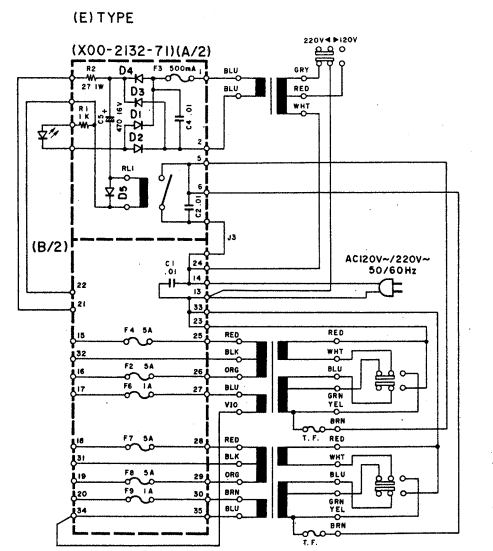 (E) TYPE
(X00-2132-71)(A/2)
220V◄►120V
R2
27 1W
D4
F3 500mA
1
BLU
GRY
D3
RED
R1
1K
C5
+
470 16V
D1
C4 .01
BLU
WHT
D2
2
5
RL1
6
D5
C2 .01
J3
(B/2)
24
AC120V~/220V~
50/60Hz
C1
.01
14
22
13
21
33
23
15
F4 5A
25
RED
RED
32
BLK
WHT
16
F2 5A
26
ORG
BLU
17
F6 1A
27
BLU
GRN
VIO
YEL
BRN
T.F.
18
F7 5A
28
RED
RED
31
BLK
WHT
19
F8 5A
29
ORG
BLU
20
F9 1A
30
BRN
GRN
34
35
BLU
YEL
BRN
T.F.